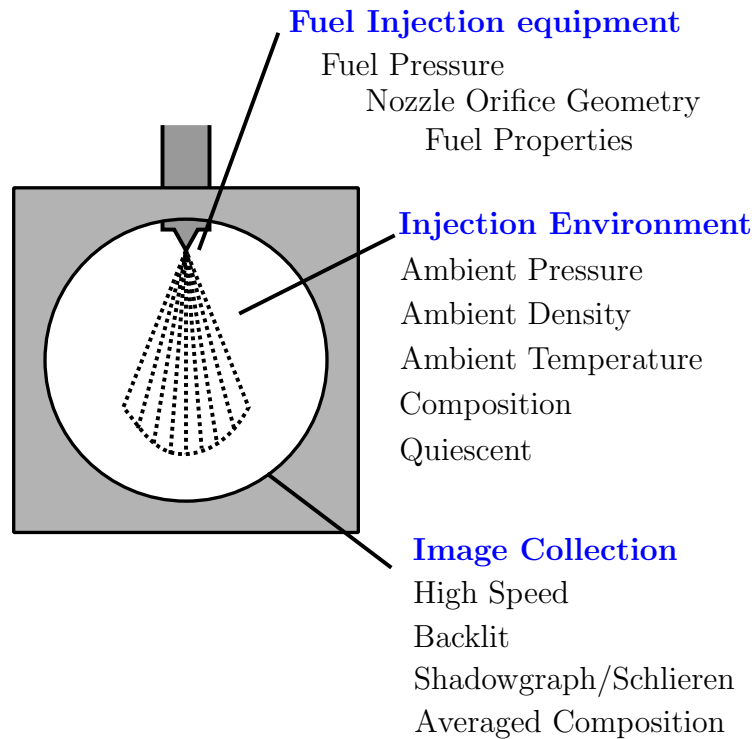 Fuel Injection equipment
Fuel Pressure
Nozzle Orifice Geometry
Fuel Properties
Injection Environment
Ambient Pressure
Ambient Density
Ambient Temperature
Composition
Quiescent
Image Collection
High Speed
Backlit
Shadowgraph/Schlieren
Averaged Composition